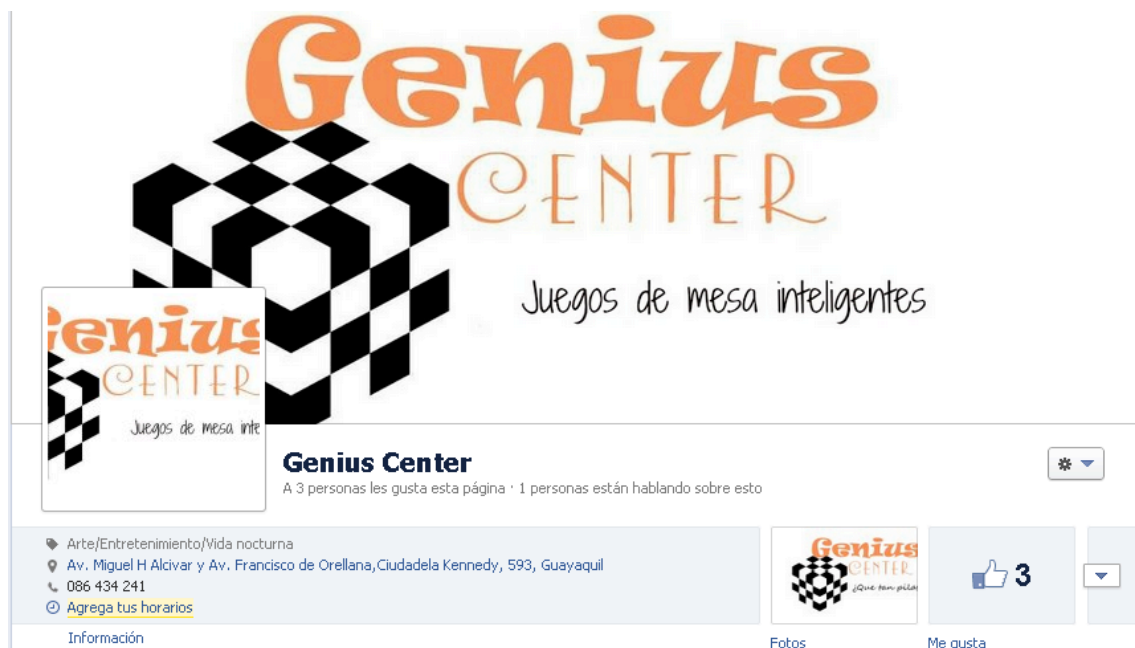 Genius
CENTER
Juegos de mesa inteligentes
Genius
CENTER
Juegos de mesa inte
Genius Center
A 3 personas les gusta esta página · 1 personas están hablando sobre esto
Arte/Entretenimiento/Vida nocturna
Av. Miguel H Alcivar y Av. Francisco de Orellana,Ciudadela Kennedy, 593, Guayaquil
086 434 241
Agrega tus horarios
Información
Genius
CENTER
¡Que tan pila
Fotos
3
Me gusta